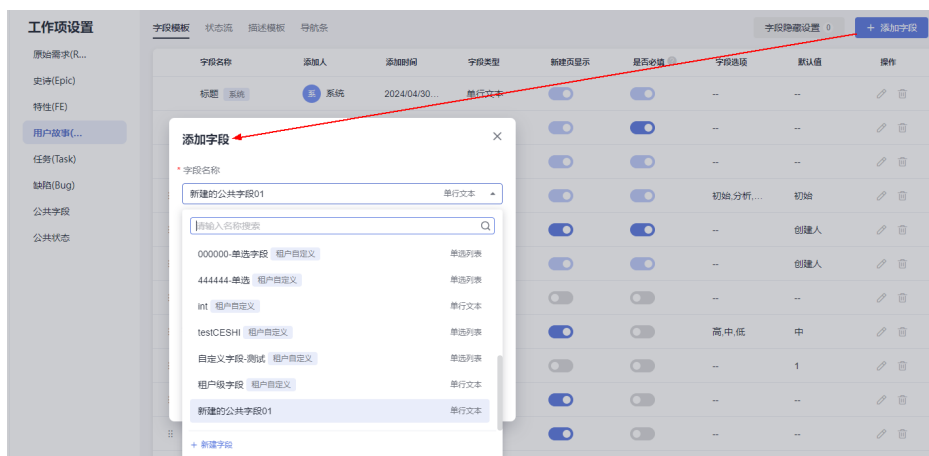 工作项设置
字段模板 状态流 描述模板 导航条
字段隐藏设置 0
+ 添加字段
原始需求(R...
史诗(Epic)
特性(FE)
用户故事(...
任务(Task)
缺陷(Bug)
公共字段
公共状态
字段名称 添加人 添加时间 字段类型 新建页显示 是否必填 字段选项 默认值 操作
标题 系统 系 系统 2024/04/30... 单行文本 -- --
-- --
-- --
初始,分析,... 初始
-- 创建人
-- 创建人
-- --
高,中,低 中
-- 1
-- --
-- --
添加字段
* 字段名称
新建的公共字段01 单行文本
请输入名称搜索
000000-单选字段 租户自定义 单选列表
444444-单选 租户自定义 单选列表
int 租户自定义 单行文本
testCESHI 租户自定义 单选列表
自定义字段-测试 租户自定义 单选列表
租户级字段 租户自定义 单行文本
新建的公共字段01 单行文本
+ 新建字段